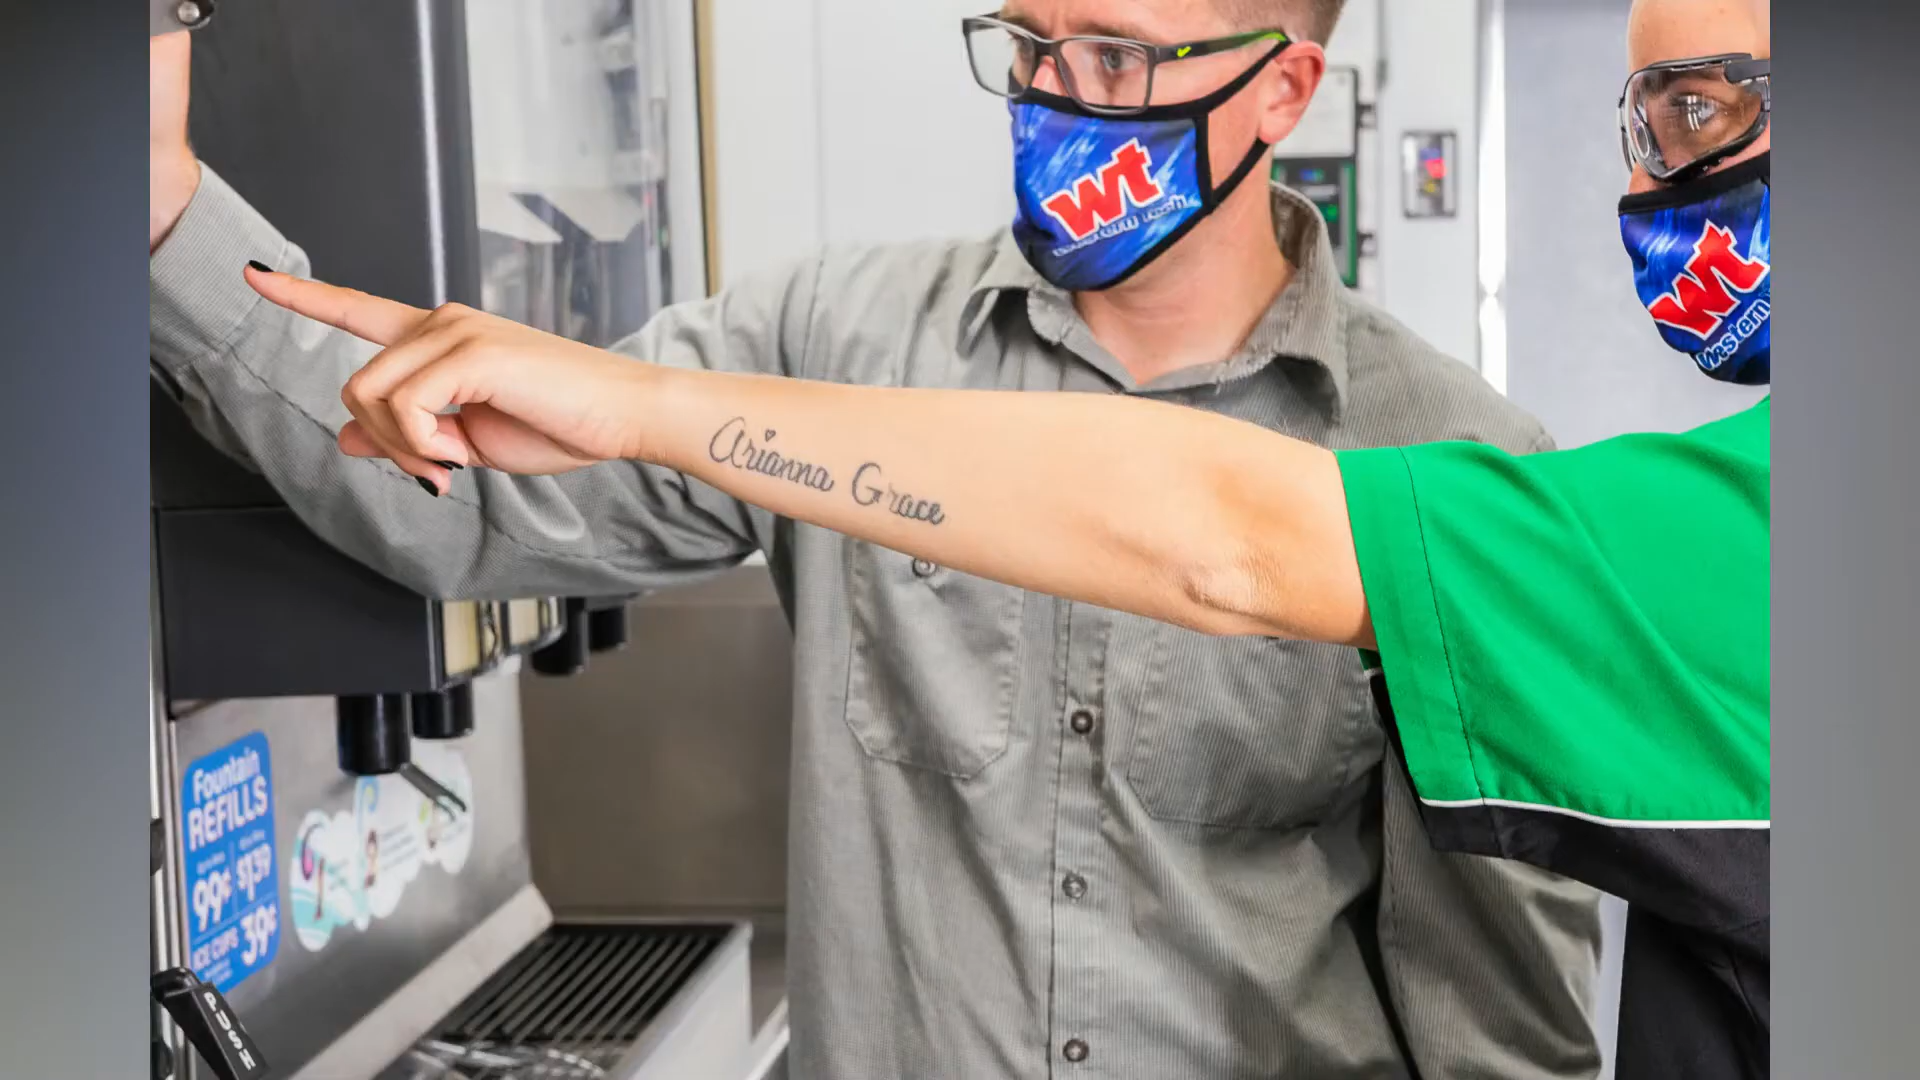 wt
western tech
wt
Western
Arianna Grace
Fountain
REFILLS
99¢
$1.39
ICE CUPS
39¢
PUSH